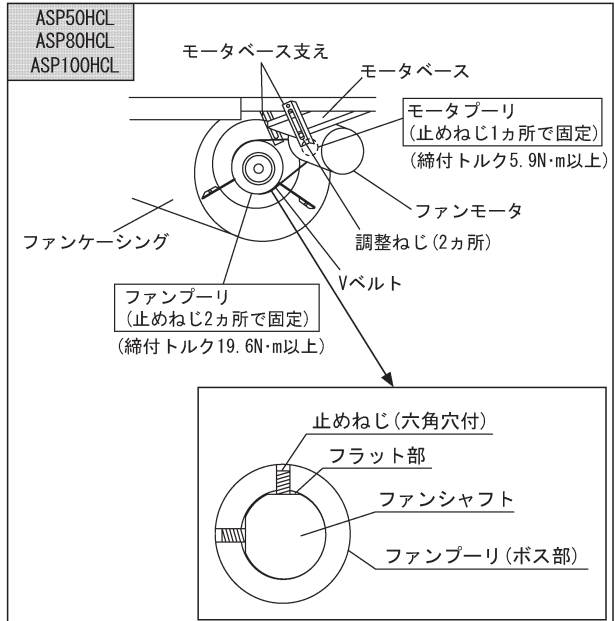 ASP50HCL
ASP80HCL
ASP100HCL
モータベース支え
モータベース
モータプーリ
(止めねじ1ヵ所で固定)
(締付トルク5.9N·m以上)
ファンモータ
調整ねじ(2ヵ所)
Vベルト
ファンケーシング
ファンプーリ
(止めねじ2ヵ所で固定)
(締付トルク19.6N·m以上)
止めねじ(六角穴付)
フラット部
ファンシャフト
ファンプーリ(ボス部)